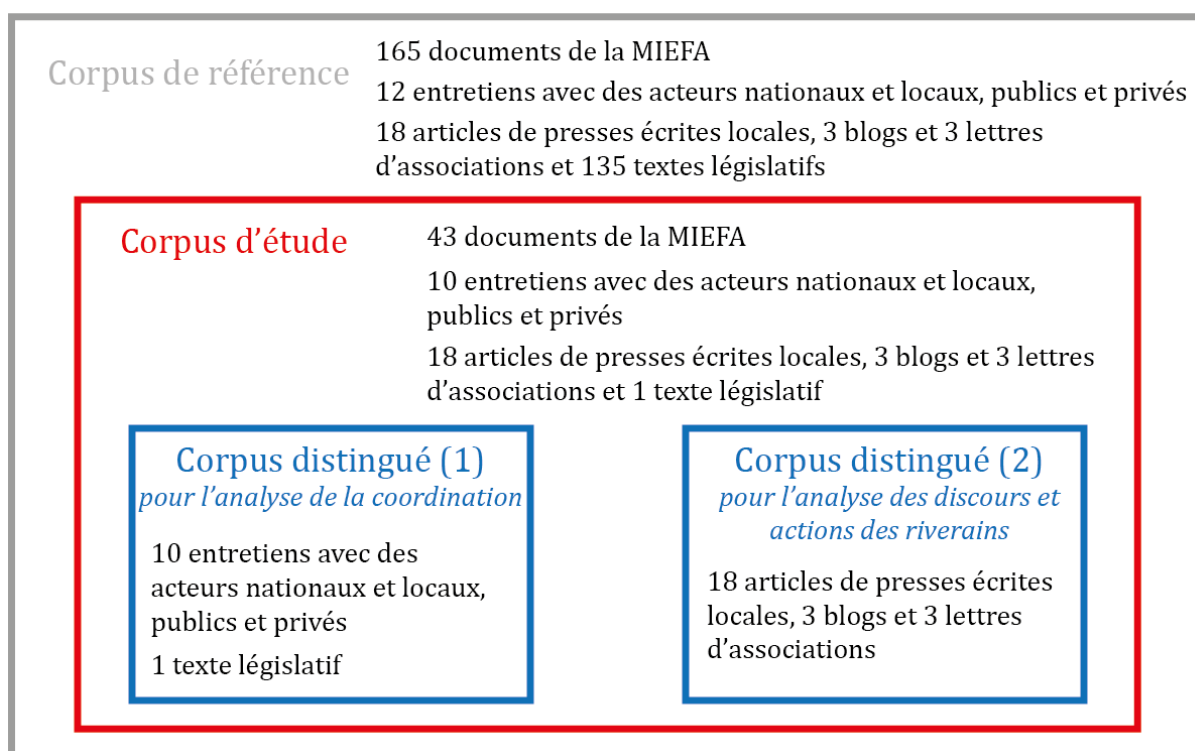 Corpus de référence
165 documents de la MIEFA
12 entretiens avec des acteurs nationaux et locaux, publics et privés
18 articles de presses écrites locales, 3 blogs et 3 lettres
d’associations et 135 textes législatifs
Corpus d’étude
43 documents de la MIEFA
10 entretiens avec des acteurs nationaux et locaux,
publics et privés
18 articles de presses écrites locales, 3 blogs et 3 lettres
d’associations et 1 texte législatif
Corpus distingué (1)
pour l’analyse de la coordination
10 entretiens avec des
acteurs nationaux et locaux,
publics et privés
1 texte législatif
Corpus distingué (2)
pour l’analyse des discours et
actions des riverains
18 articles de presses écrites
locales, 3 blogs et 3 lettres
d’associations